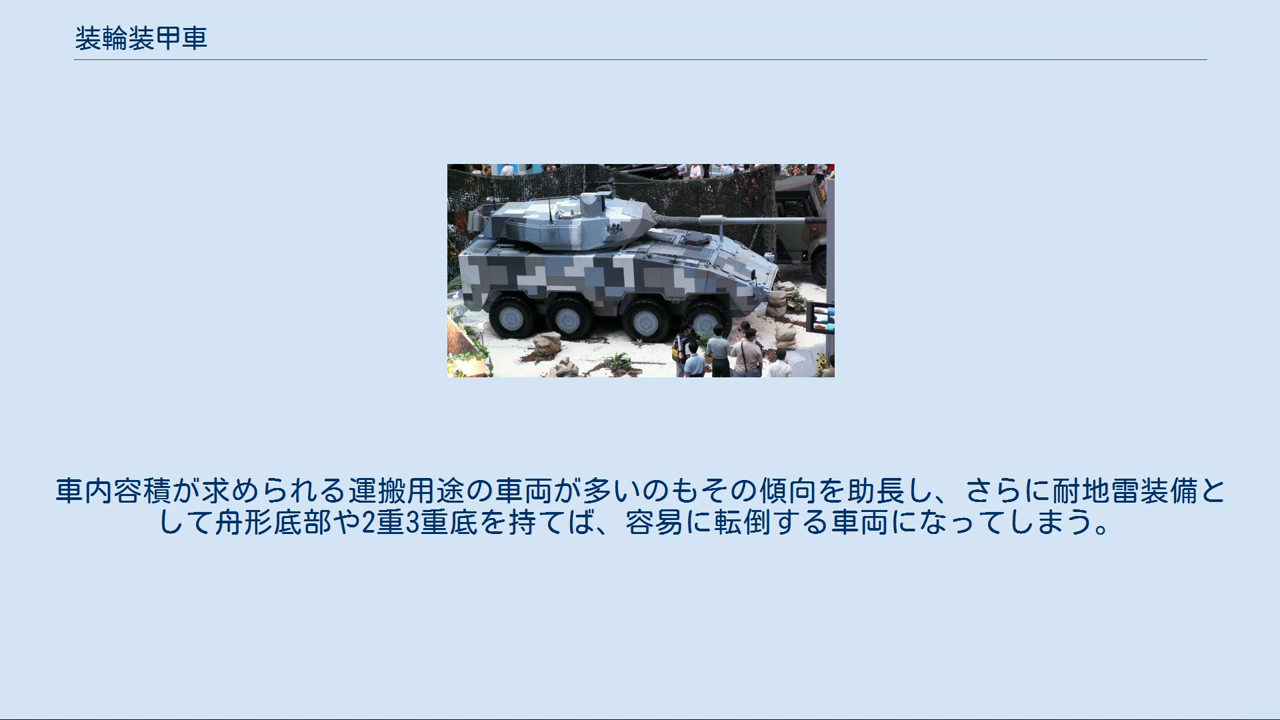 装輪装甲車
車内容積が求められる運搬用途の車両が多いのもその傾向を助長し、さらに耐地雷装備と
して舟形底部や2重3重底を持てば、容易に転倒する車両になってしまう。